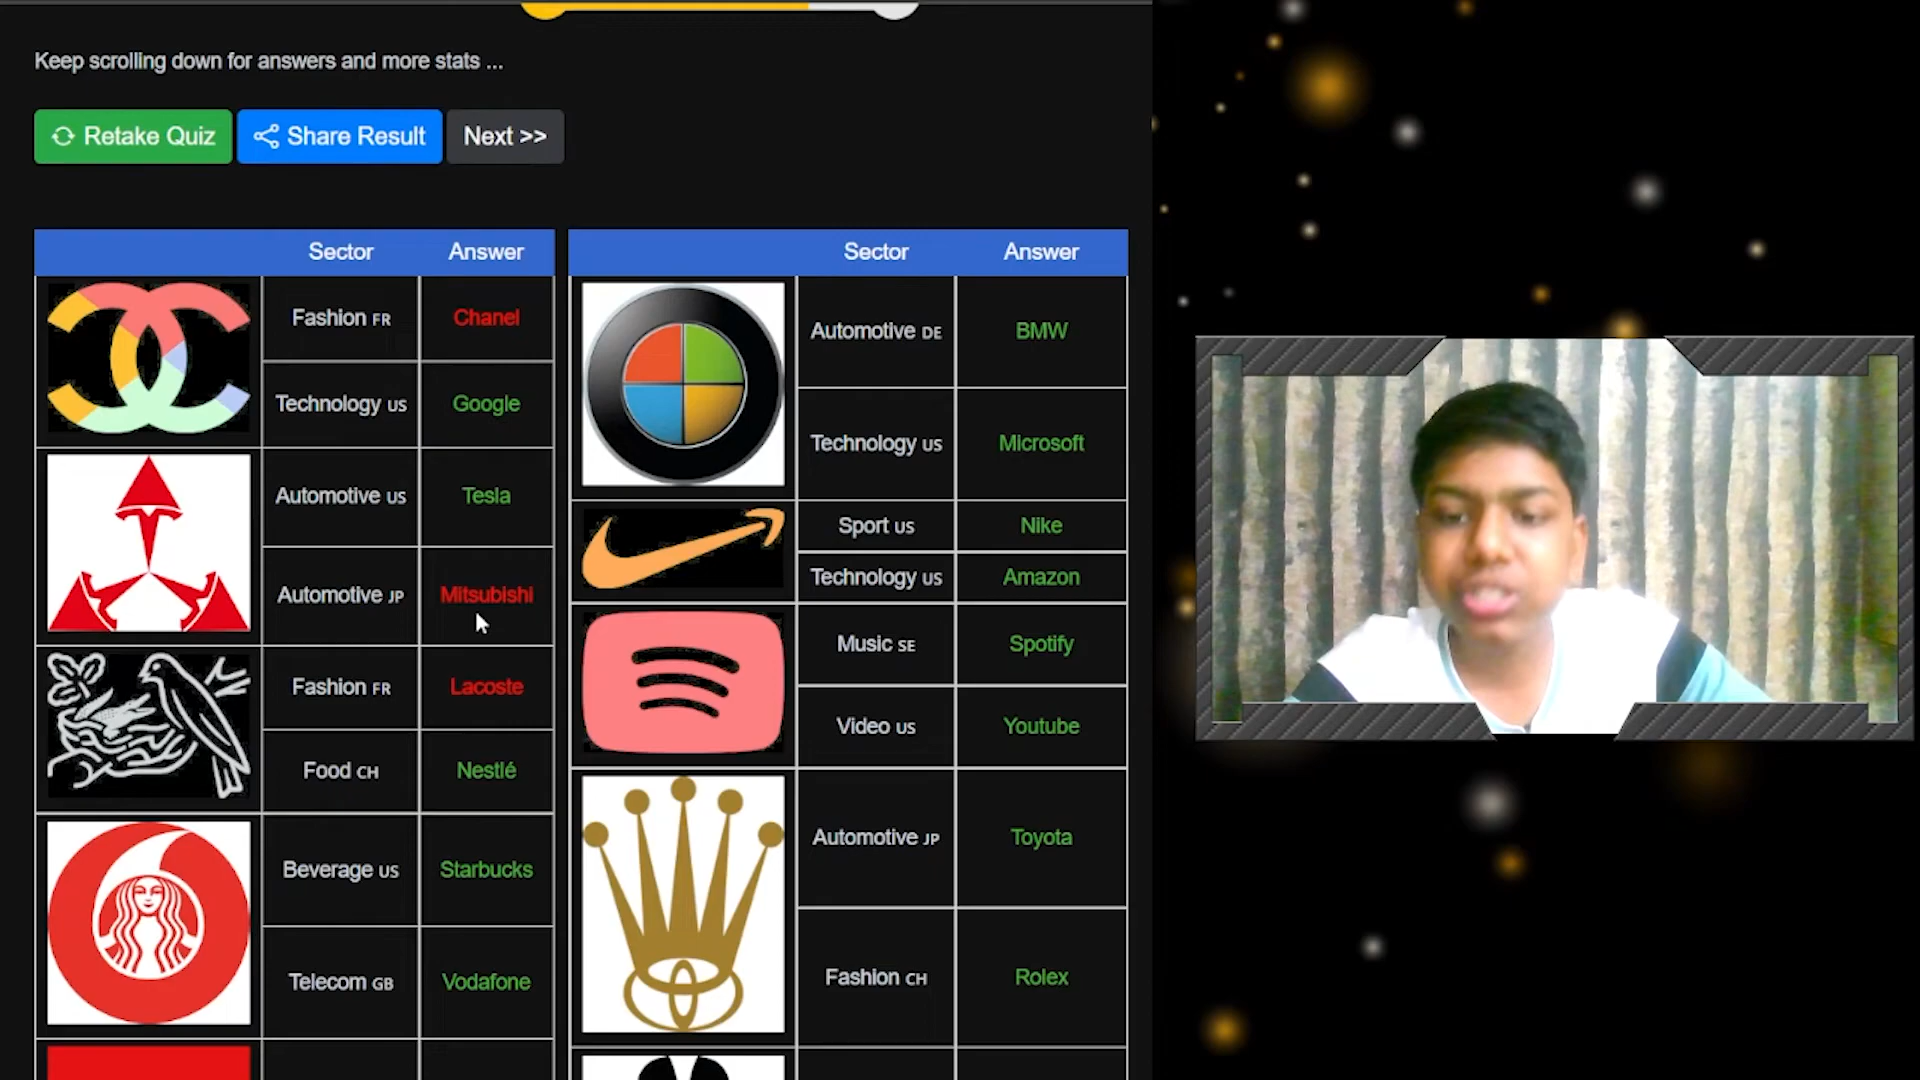 Keep scrolling down for answers and more stats ...
Retake Quiz
Share Result
Next >>
Sector Answer
Fashion FR Chanel
Technology US Google
Automotive US Tesla
Automotive JP Mitsubishi
Fashion FR Lacoste
Food CH Nestlé
Beverage US Starbucks
Telecom GB Vodafone
Sector Answer
Automotive DE BMW
Technology US Microsoft
Sport US Nike
Technology US Amazon
Music SE Spotify
Video US Youtube
Automotive JP Toyota
Fashion CH Rolex